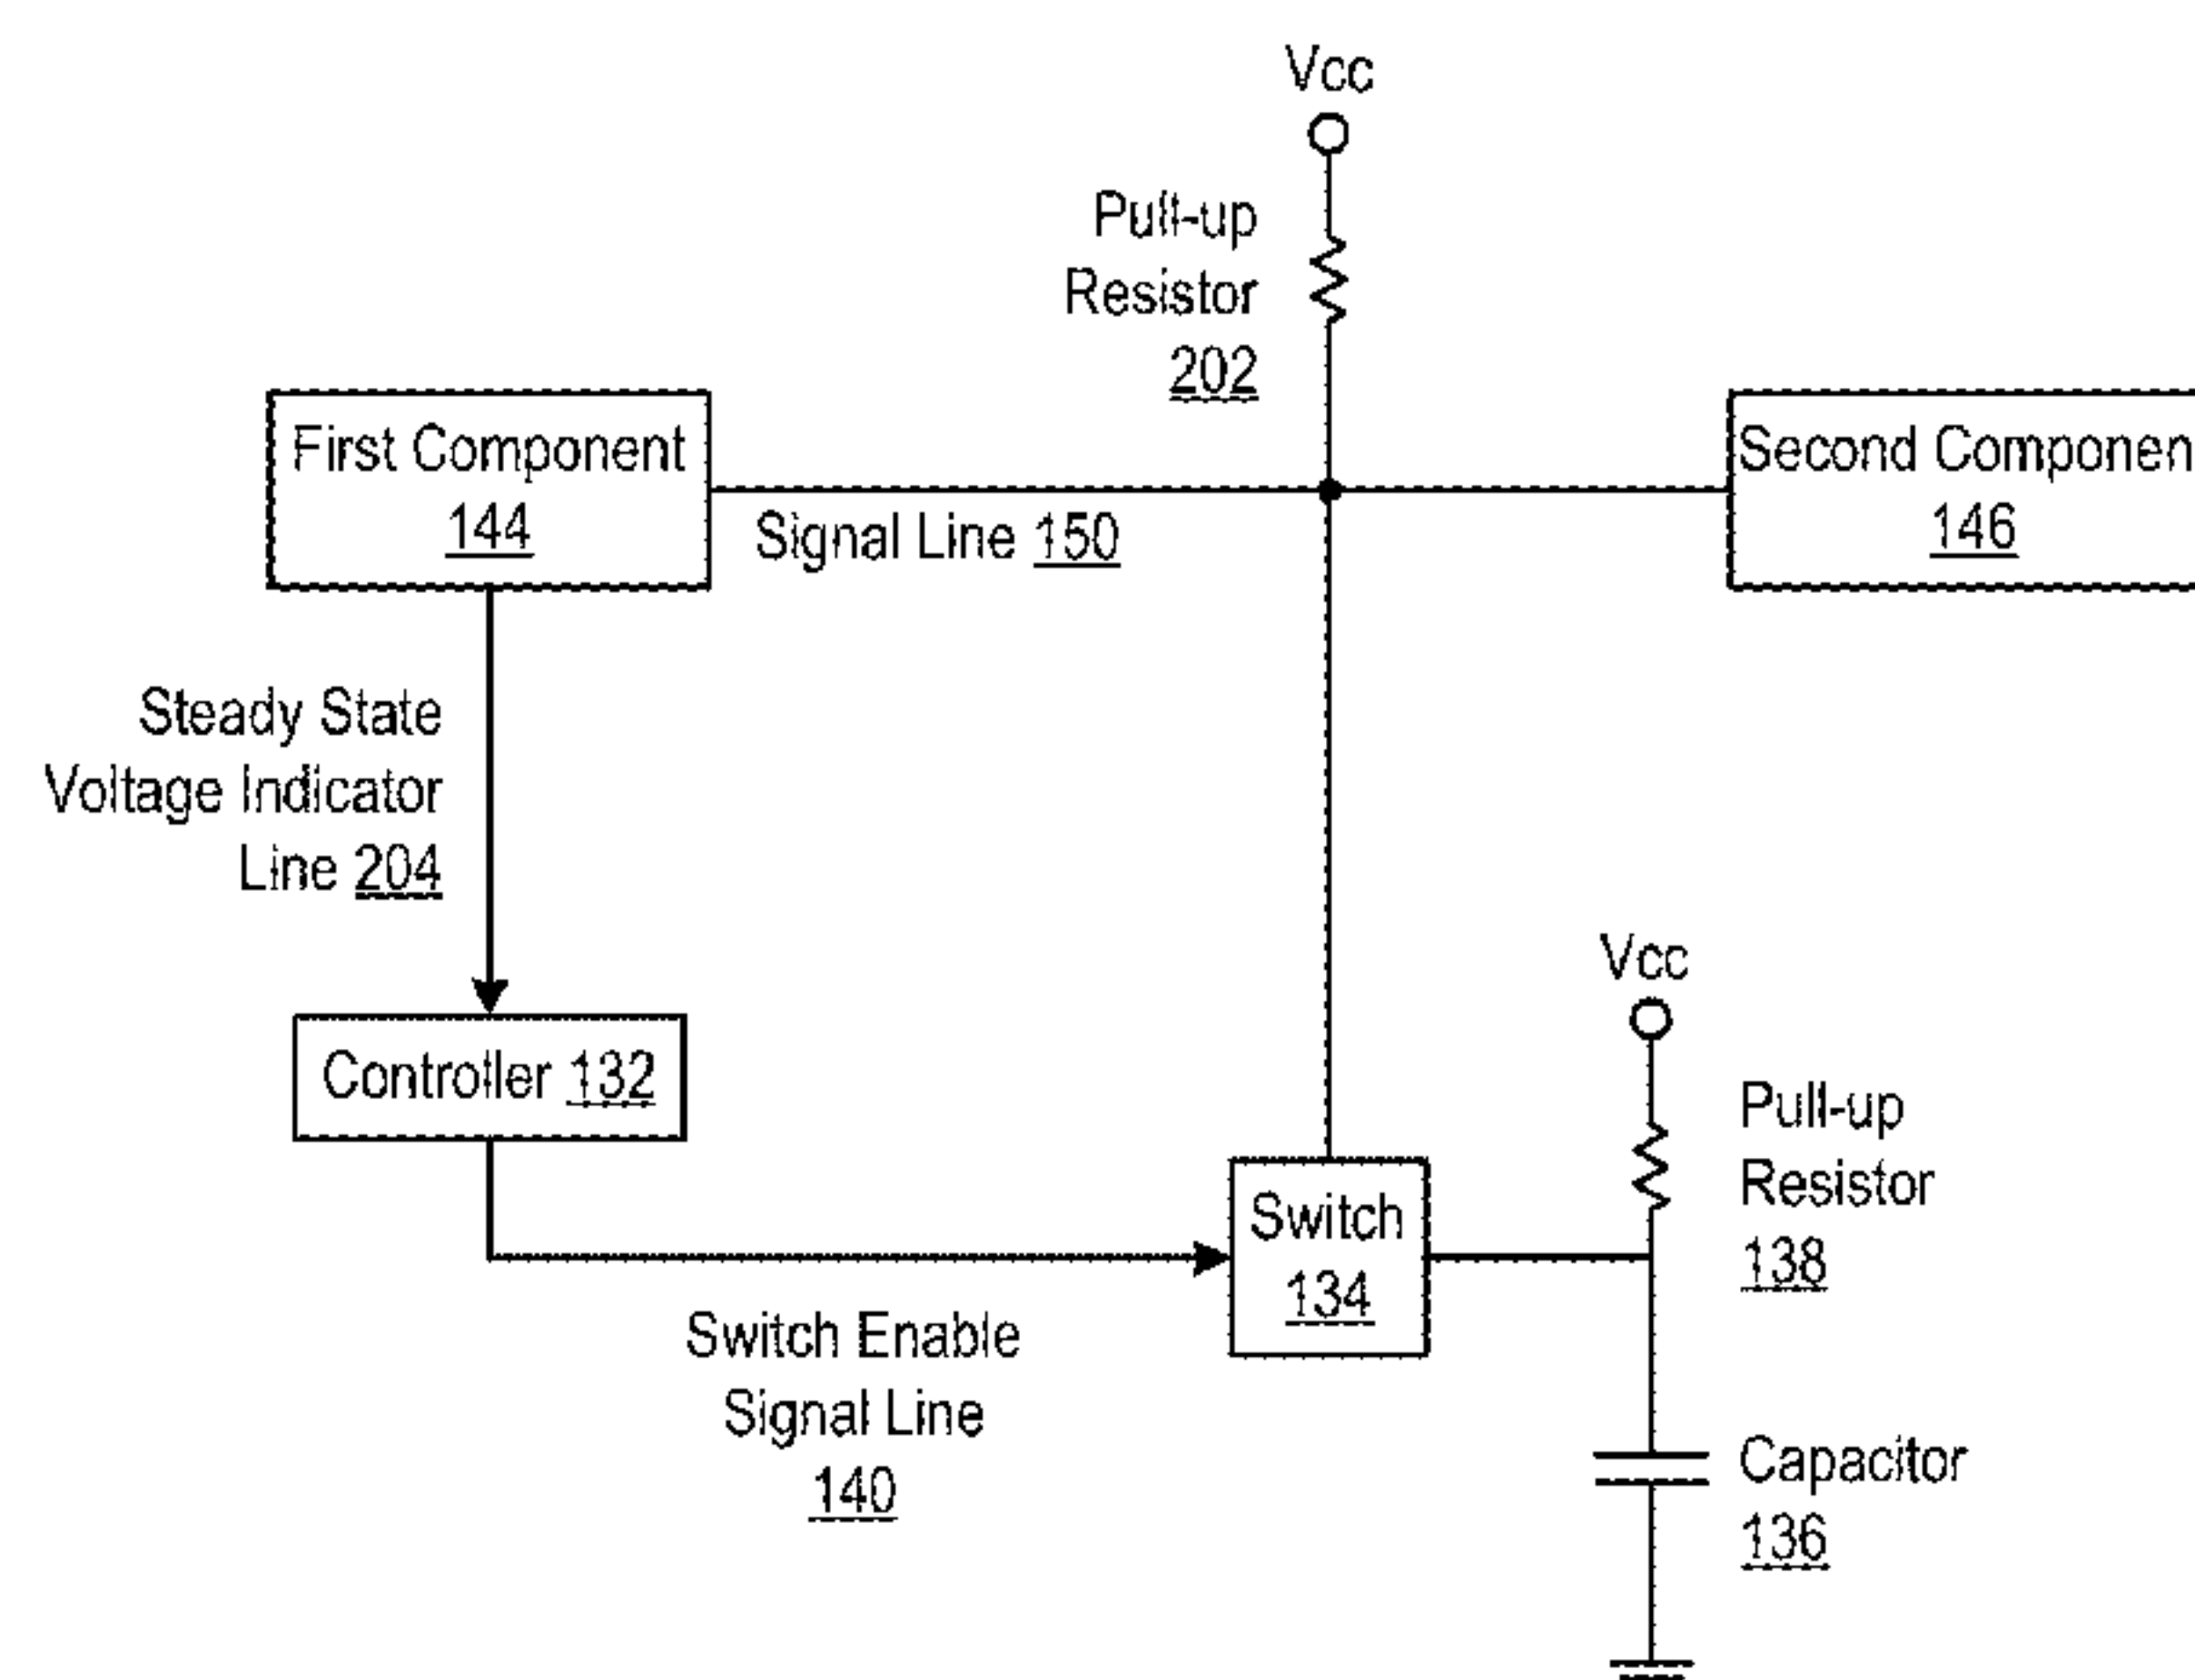 Vcc
Pull-up
Resistor
202
First Component
144
Signal Line 150
Second Componen
146
Steady State
Voltage Indicator
Line 204
Controller 132
Vcc
Pull-up
Resistor
138
Switch
134
Switch Enable
Signal Line
140
Capacitor
136